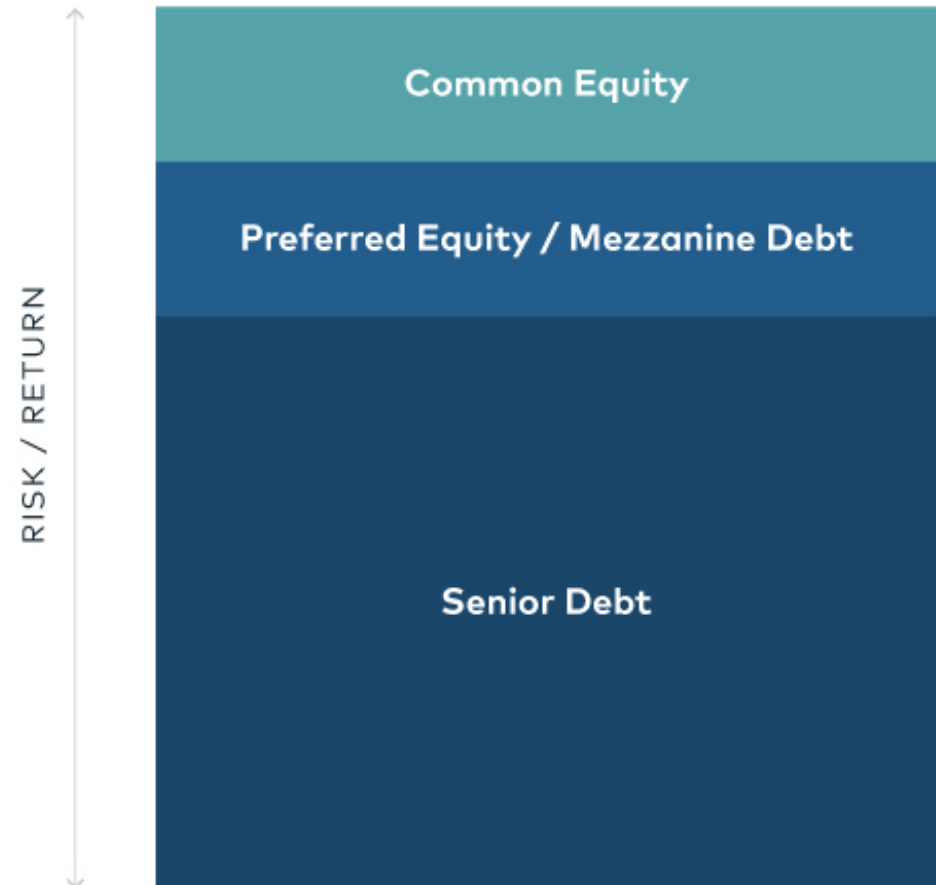 RISK / RETURN
Common Equity
Preferred Equity / Mezzanine Debt
Senior Debt